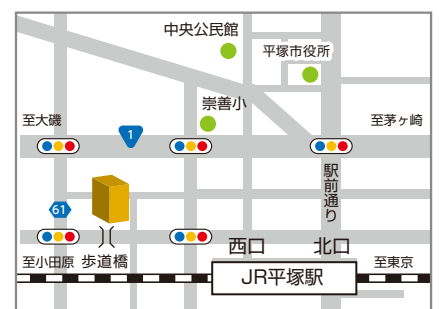 中央公民館
平塚市役所
崇善小
至大磯
1
至茅ヶ崎
駅前通り
61
西口
北口
至小田原
歩道橋
至東京
JR平塚駅